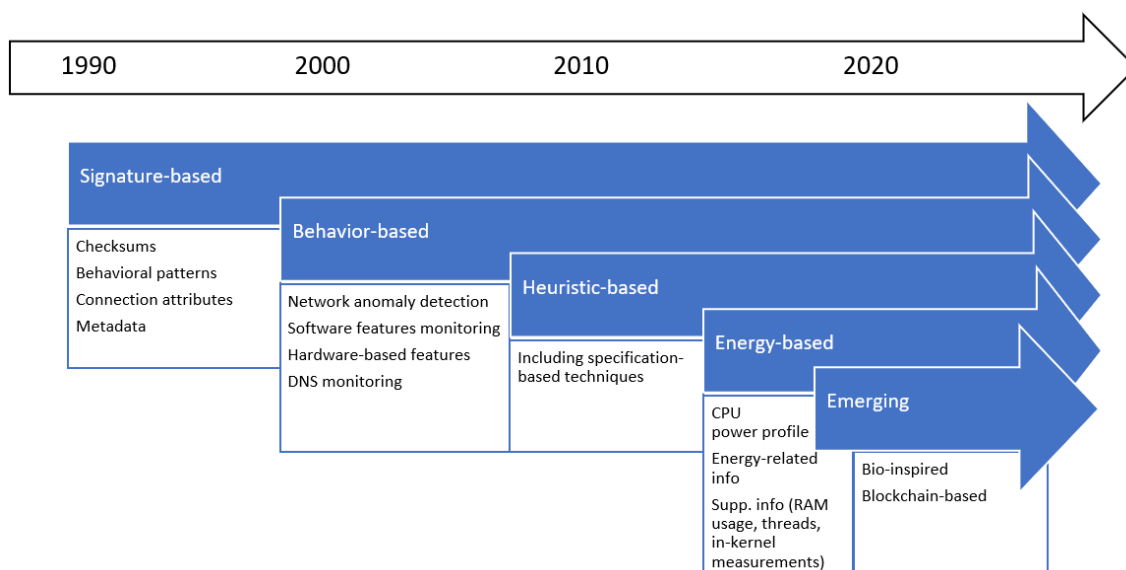 1990 2000 2010 2020
Signature-based
Checksums
Behavioral patterns
Connection attributes
Metadata
Behavior-based
Network anomaly detection
Software features monitoring
Hardware-based features
DNS monitoring
Heuristic-based
Including specification-
based techniques
Energy-based
CPU
power profile
Energy-related
info
Supp. info (RAM
usage, threads,
in-kernel
measurements)
Emerging
Bio-inspired
Blockchain-based